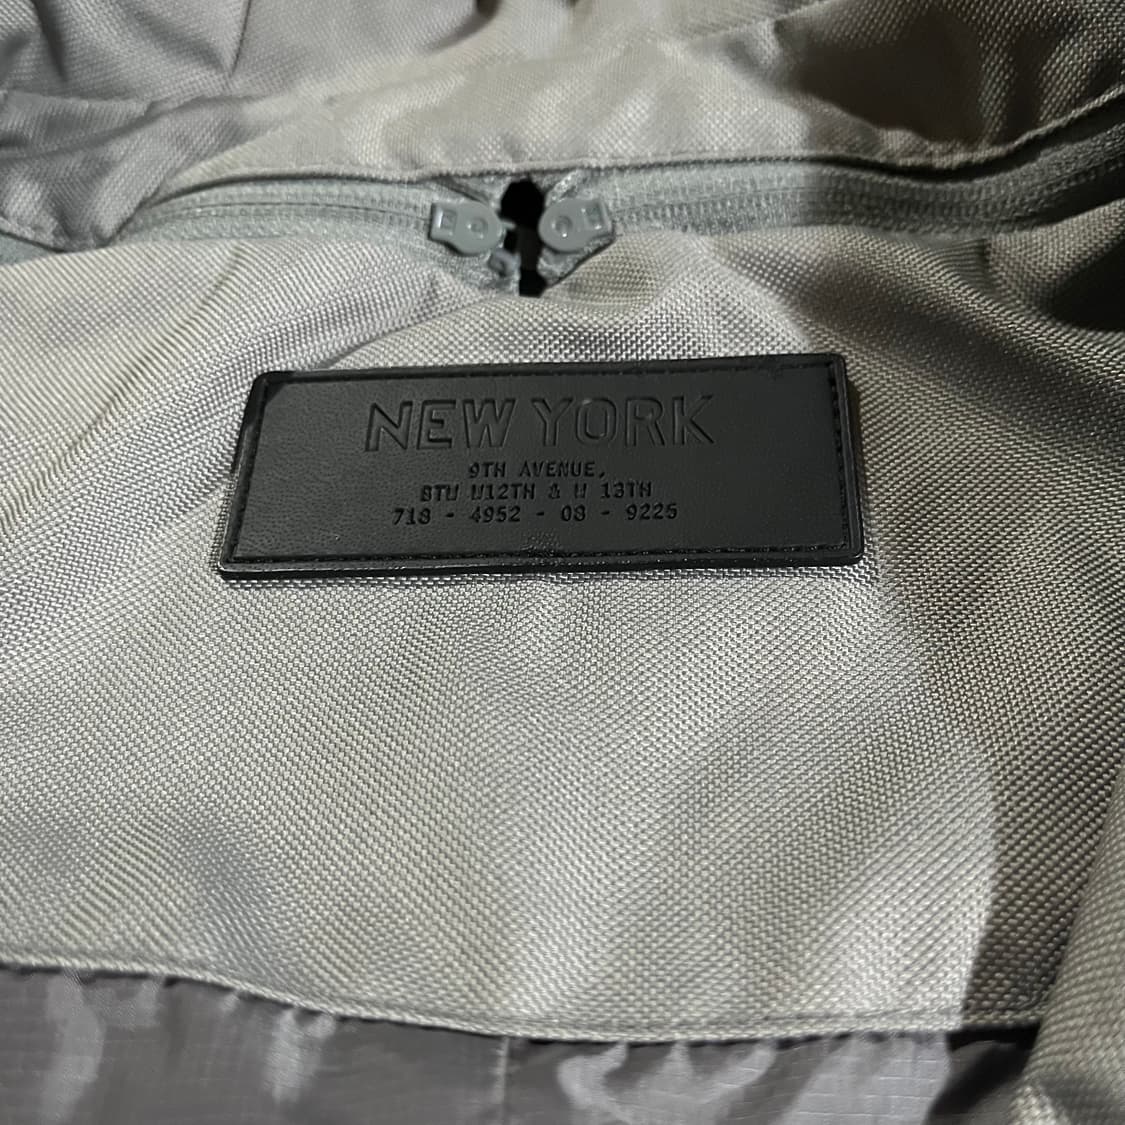 NEW YORK
9TH AVENUE,
BTW W12TH & W 13TH
718 - 4952 - 08 - 9225